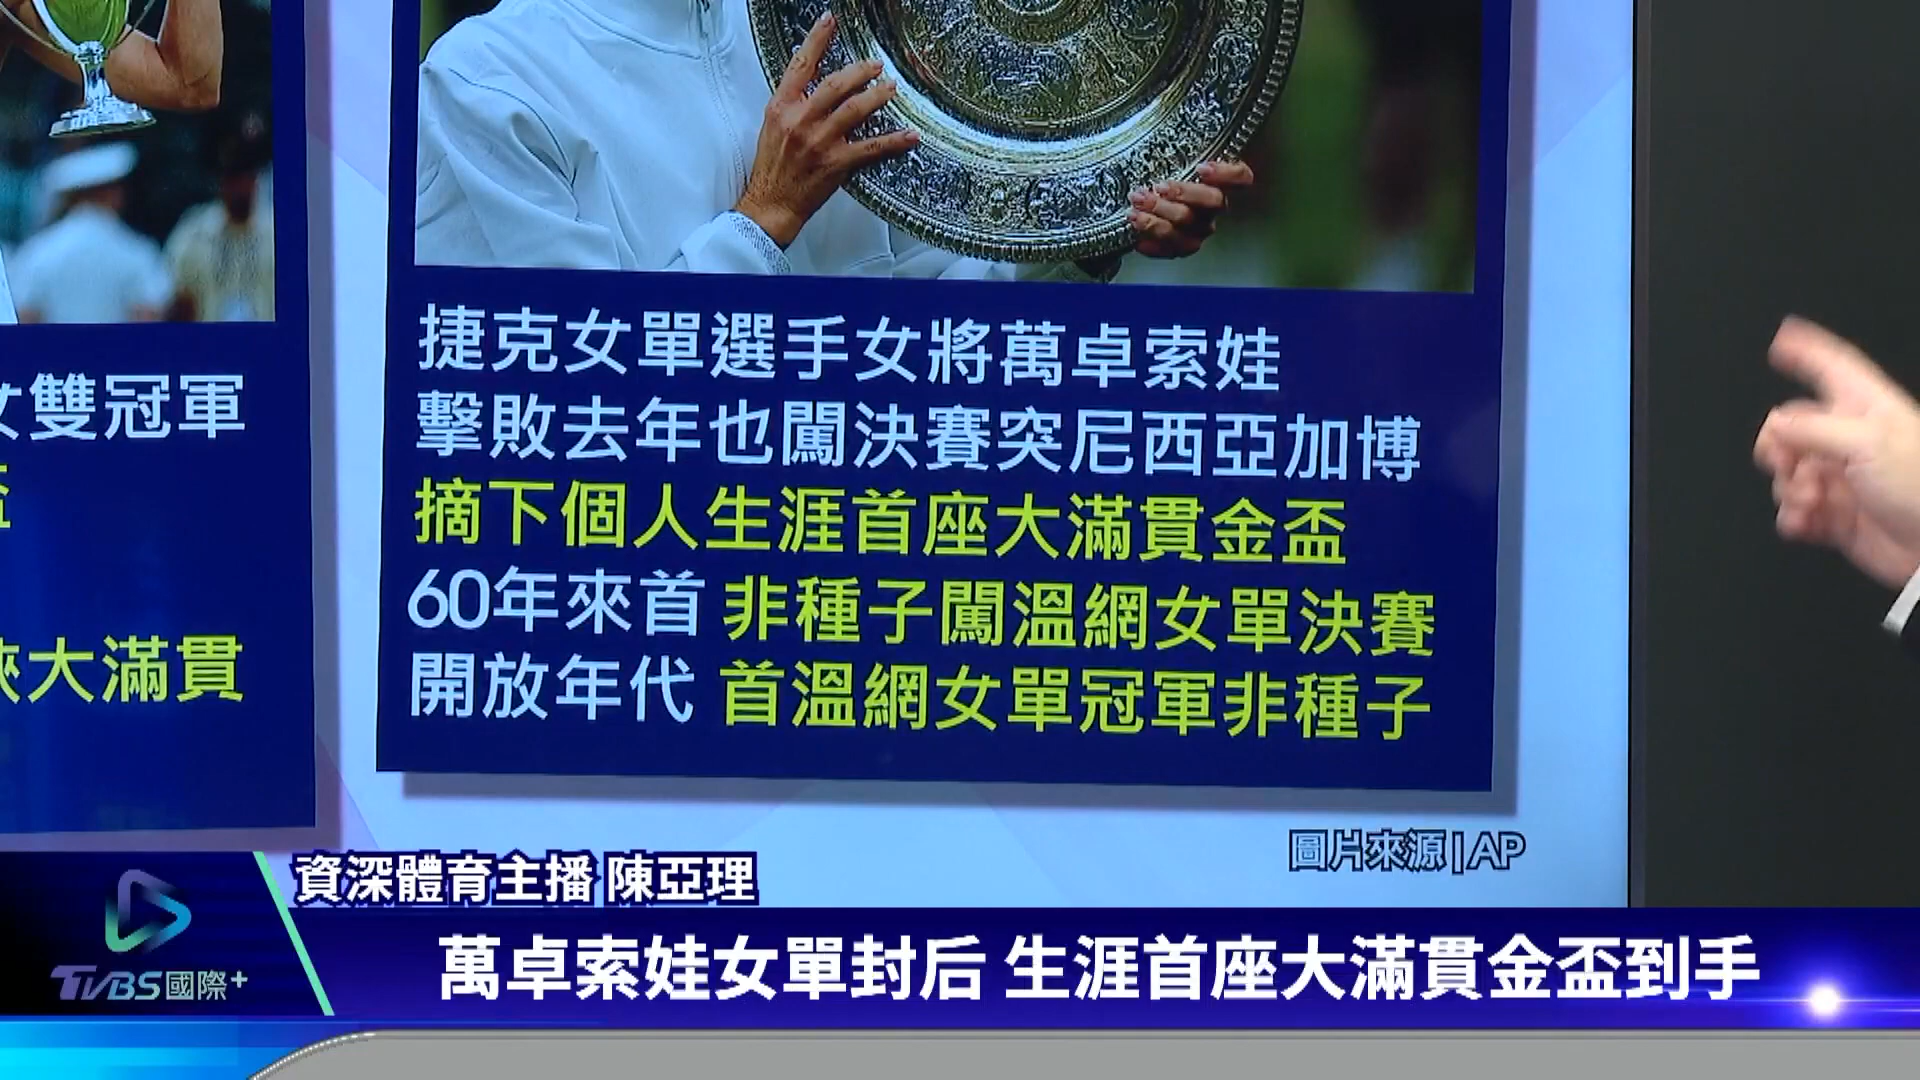 女雙冠軍
盃
大滿貫
捷克女單選手女將萬卓索娃
擊敗去年也闖決賽突尼西亞加博
摘下個人生涯首座大滿貫金盃
60年來首 非種子闖溫網女單決賽
開放年代 首溫網女單冠軍非種子
圖片來源|AP
資深體育主播 陳亞理
萬卓索娃女單封后 生涯首座大滿貫金盃到手
TVBS國際+